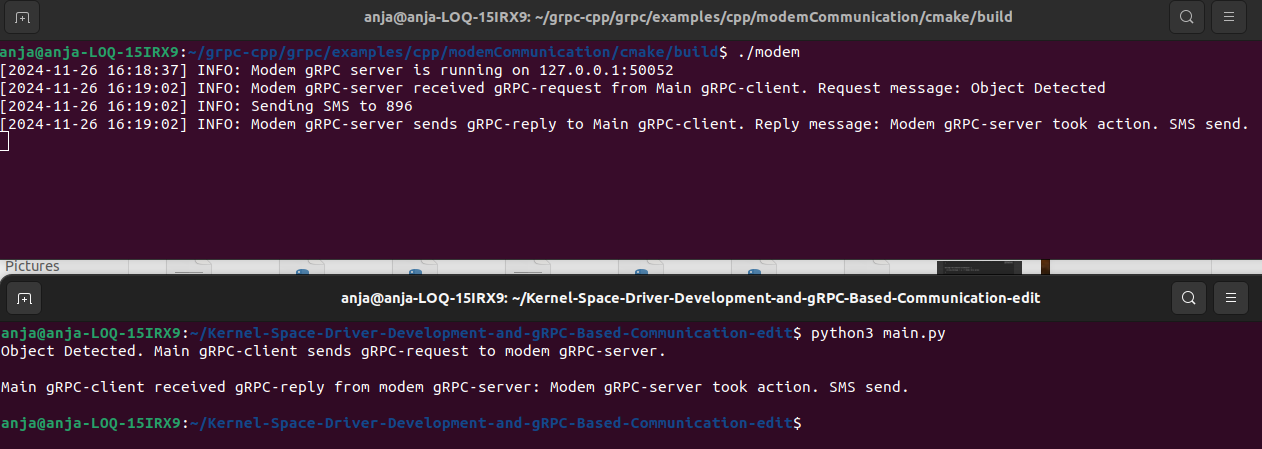 anja@anja-LOQ-15IRX9: ~/grpc-cpp/grpc/examples/cpp/modemCommunication/cmake/build
anja@anja-LOQ-15IRX9:~/grpc-cpp/grpc/examples/cpp/modemCommunication/cmake/build$ ./modem
[2024-11-26 16:18:37] INFO: Modem gRPC server is running on 127.0.0.1:50052
[2024-11-26 16:19:02] INFO: Modem gRPC-server received gRPC-request from Main gRPC-client. Request message: Object Detected
[2024-11-26 16:19:02] INFO: Sending SMS to 896
[2024-11-26 16:19:02] INFO: Modem gRPC-server sends gRPC-reply to Main gRPC-client. Reply message: Modem gRPC-server took action. SMS send.
Pictures
anja@anja-LOQ-15IRX9: ~/Kernel-Space-Driver-Development-and-gRPC-Based-Communication-edit
anja@anja-LOQ-15IRX9:~/Kernel-Space-Driver-Development-and-gRPC-Based-Communication-edit$ python3 main.py
Object Detected. Main gRPC-client sends gRPC-request to modem gRPC-server.
Main gRPC-client received gRPC-reply from modem gRPC-server: Modem gRPC-server took action. SMS send.
anja@anja-LOQ-15IRX9:~/Kernel-Space-Driver-Development-and-gRPC-Based-Communication-edit$